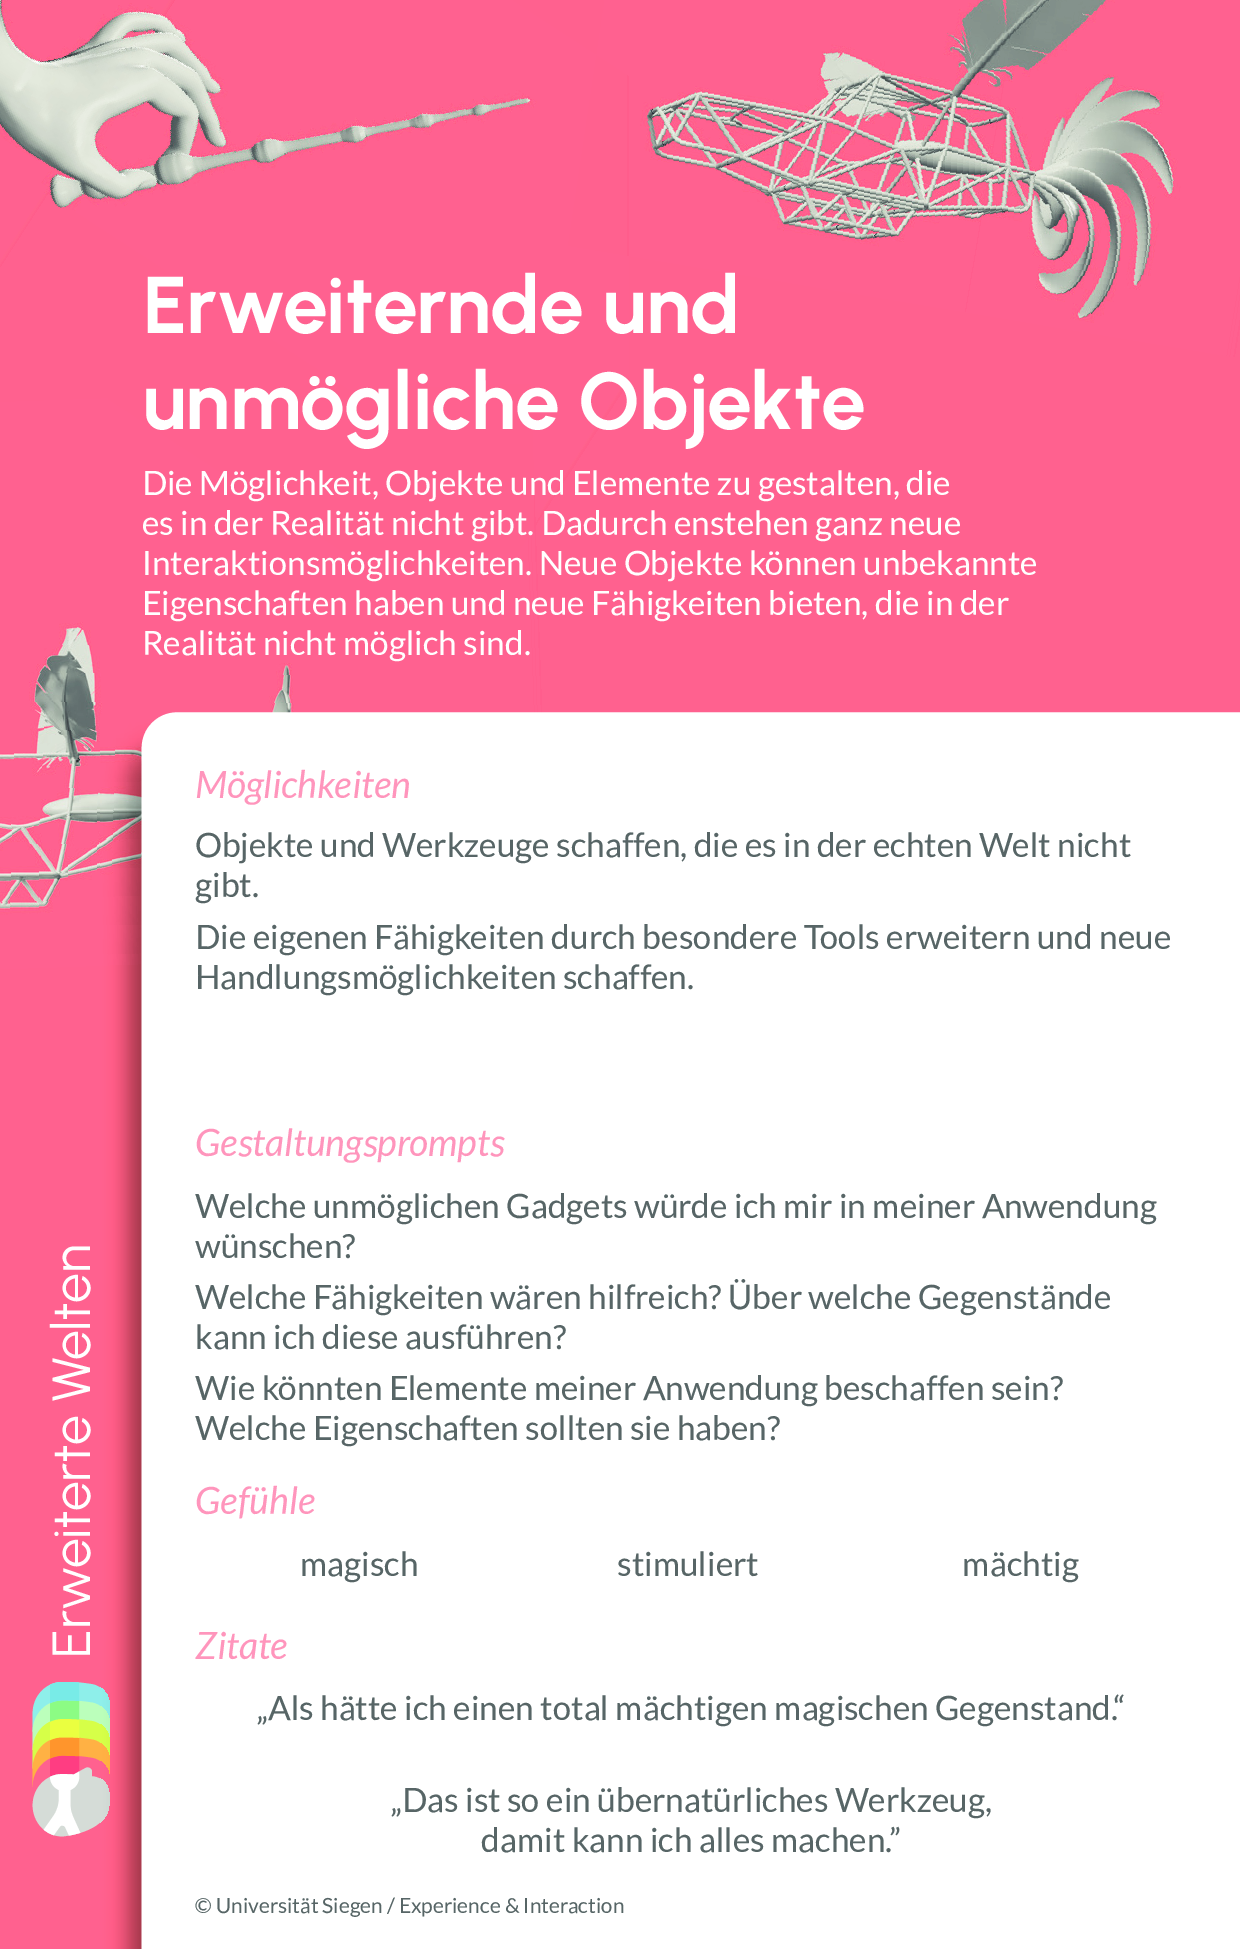 Erweiternde und
unmögliche Objekte
Die Möglichkeit, Objekte und Elemente zu gestalten, die
es in der Realität nicht gibt. Dadurch enstehen ganz neue
Interaktionsmöglichkeiten. Neue Objekte können unbekannte
Eigenschaften haben und neue Fähigkeiten bieten, die in der
Realität nicht möglich sind.
Möglichkeiten
Objekte und Werkzeuge schaffen, die es in der echten Welt nicht
gibt.
Die eigenen Fähigkeiten durch besondere Tools erweitern und neue
Handlungsmöglichkeiten schaffen.
Gestaltungsprompts
Welche unmöglichen Gadgets würde ich mir in meiner Anwendung
wünschen?
Welche Fähigkeiten wären hilfreich? Über welche Gegenstände
kann ich diese ausführen?
Wie könnten Elemente meiner Anwendung beschaffen sein?
Welche Eigenschaften sollten sie haben?
Gefühle
magisch stimuliert mächtig
Zitate
„Als hätte ich einen total mächtigen magischen Gegenstand.“
„Das ist so ein übernatürliches Werkzeug,
damit kann ich alles machen.”
© Universität Siegen / Experience & Interaction
Erweiterte Welten